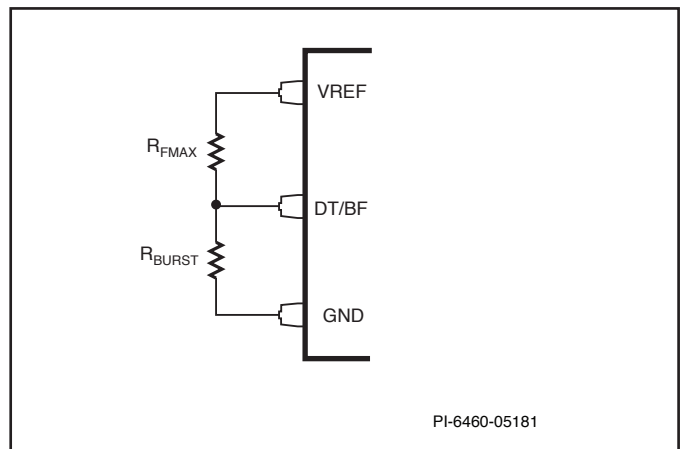 VREF
RFMAX
DT/BF
RBURST
GND
PI-6460-05181